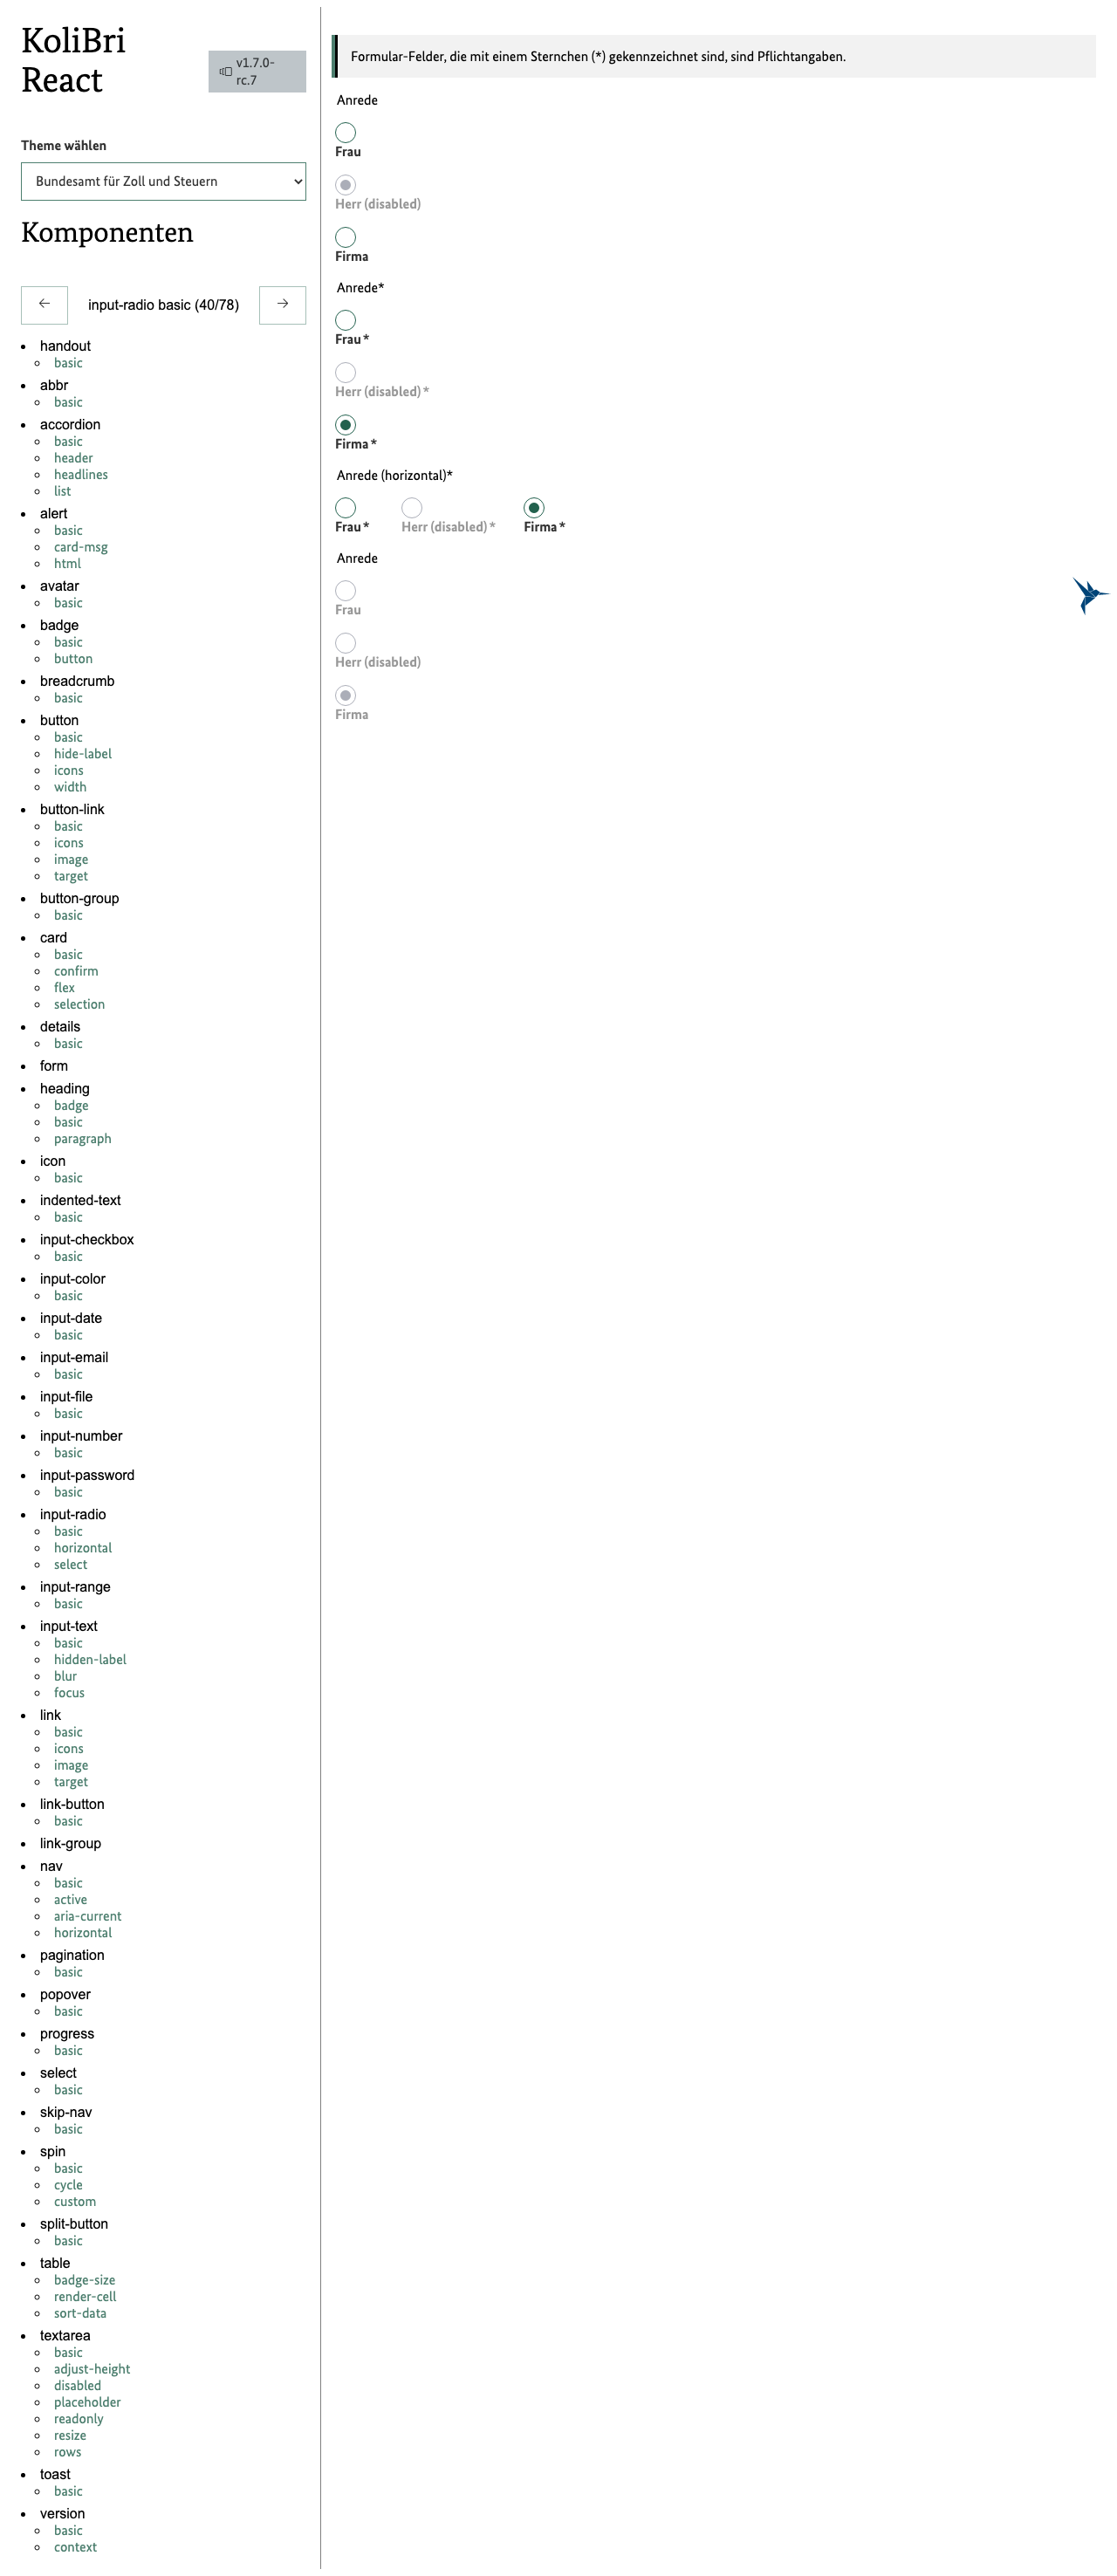 KoliBri
React
v1.7.0-
rc.7
Theme wählen
Bundesamt für Zoll und Steuern
Komponenten
input-radio basic (40/78)
handout
basic
abbr
basic
accordion
basic
header
headlines
list
alert
basic
card-msg
html
avatar
basic
badge
basic
button
breadcrumb
basic
button
basic
hide-label
icons
width
button-link
basic
icons
image
target
button-group
basic
card
basic
confirm
flex
selection
details
basic
form
heading
badge
basic
paragraph
icon
basic
indented-text
basic
input-checkbox
basic
input-color
basic
input-date
basic
input-email
basic
input-file
basic
input-number
basic
input-password
basic
input-radio
basic
horizontal
select
input-range
basic
input-text
basic
hidden-label
blur
focus
link
basic
icons
image
target
link-button
basic
link-group
nav
basic
active
aria-current
horizontal
pagination
basic
popover
basic
progress
basic
select
basic
skip-nav
basic
spin
basic
cycle
custom
split-button
basic
table
badge-size
render-cell
sort-data
textarea
basic
adjust-height
disabled
placeholder
readonly
resize
rows
toast
basic
version
basic
context
Formular-Felder, die mit einem Sternchen (*) gekennzeichnet sind, sind Pflichtangaben.
Anrede
Frau
Herr (disabled)
Firma
Anrede*
Frau *
Herr (disabled) *
Firma *
Anrede (horizontal)*
Frau * Herr (disabled) * Firma *
Anrede
Frau
Herr (disabled)
Firma